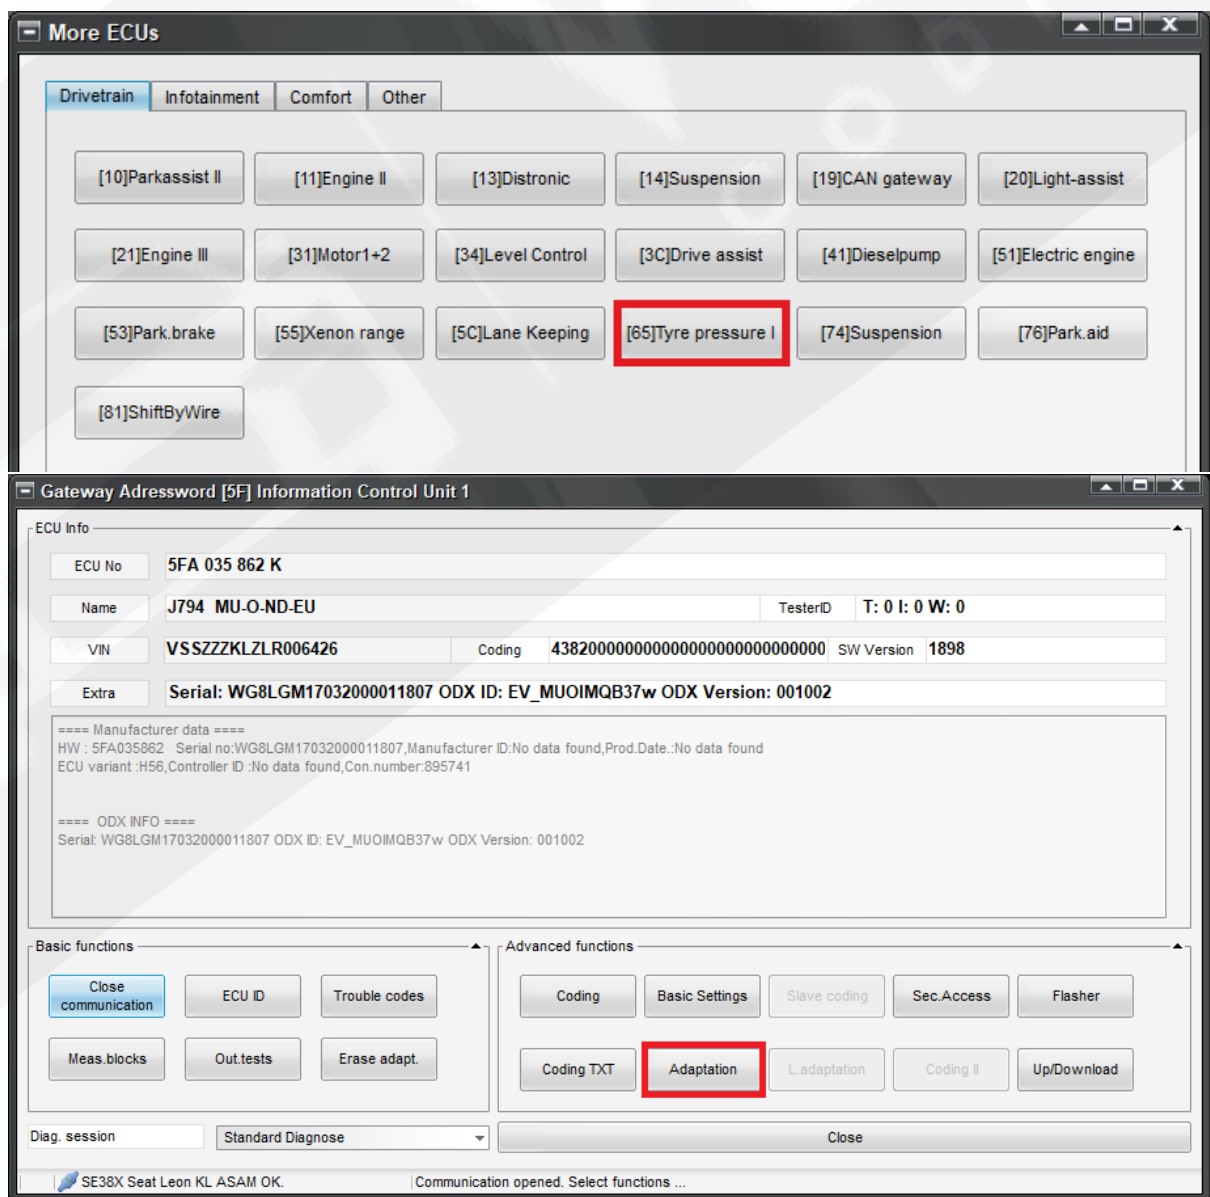 More ECUs
X
Drivetrain Infotainment Comfort Other
[10]Parkassist II [11]Engine II [13]Distronic [14]Suspension [19]CAN gateway [20]Light-assist
[21]Engine III [31]Motor1+2 [34]Level Control [3C]Drive assist [41]Dieselpump [51]Electric engine
[53]Park.brake [55]Xenon range [5C]Lane Keeping [65]Tyre pressure I [74]Suspension [76]Park.aid
[81]ShiftByWire
Gateway Adressword [5F] Information Control Unit 1
X
ECU Info
ECU No 5FA 035 862 K
Name J794 MU-O-ND-EU TesterID T: 0 I: 0 W: 0
VIN VSSZZZKLZLR006426 Coding 43820000000000000000000000000 SW Version 1898
Extra Serial: WG8LGM17032000011807 ODX ID: EV_MUOIMQB37w ODX Version: 001002
==== Manufacturer data ====
HW : 5FA035862 Serial no:WG8LGM17032000011807,Manufacturer ID:No data found,Prod.Date.:No data found
ECU variant :H56,Controller ID :No data found,Con.number:895741
==== ODX INFO ====
Serial: WG8LGM17032000011807 ODX ID: EV_MUOIMQB37w ODX Version: 001002
Basic functions Advanced functions
Close communication ECU ID Trouble codes Coding Basic Settings Slave coding Sec.Access Flasher
Meas.blocks Out.tests Erase adapt. Coding TXT Adaptation L.adaptation Coding II Up/Download
Diag. session Standard Diagnose Close
SE38X Seat Leon KL ASAM OK. Communication opened. Select functions ...